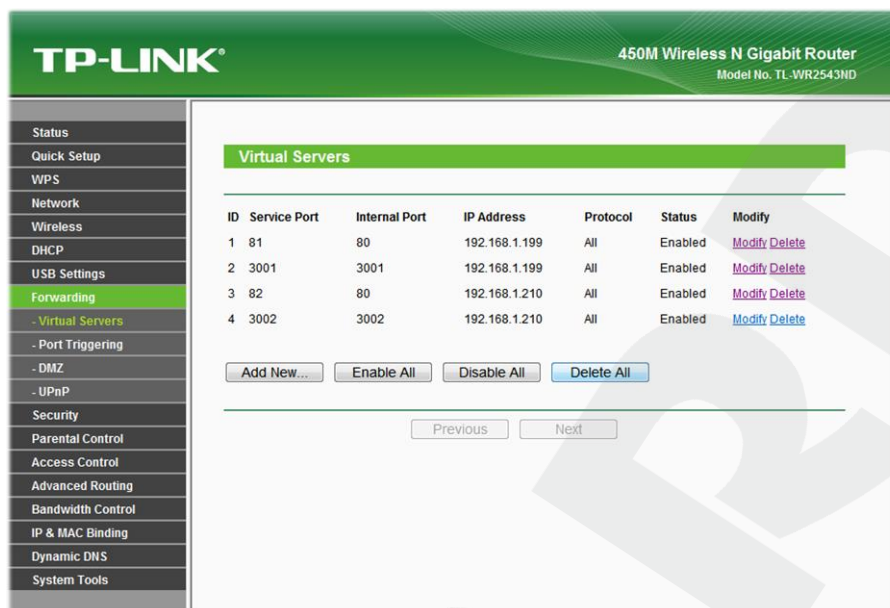 TP-LINK®
450M Wireless N Gigabit Router
Model No. TL-WR2543ND
Status
Quick Setup
WPS
Network
Wireless
DHCP
USB Settings
Forwarding
- Virtual Servers
- Port Triggering
- DMZ
- UPnP
Security
Parental Control
Access Control
Advanced Routing
Bandwidth Control
IP & MAC Binding
Dynamic DNS
System Tools
Virtual Servers
ID Service Port Internal Port IP Address Protocol Status Modify
1 81 80 192.168.1.199 All Enabled Modify Delete
2 3001 3001 192.168.1.199 All Enabled Modify Delete
3 82 80 192.168.1.210 All Enabled Modify Delete
4 3002 3002 192.168.1.210 All Enabled Modify Delete
Add New... Enable All Disable All Delete All
Previous Next